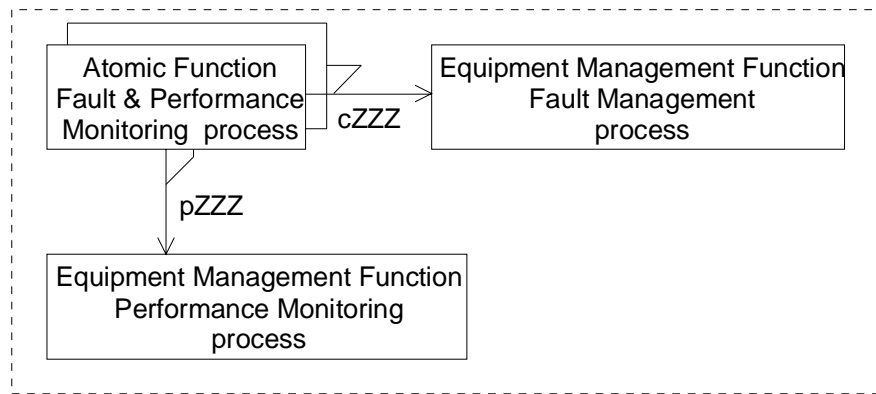 Atomic Function
Fault & Performance
Monitoring process
cZZZ
Equipment Management Function
Fault Management
process
pZZZ
Equipment Management Function
Performance Monitoring
process